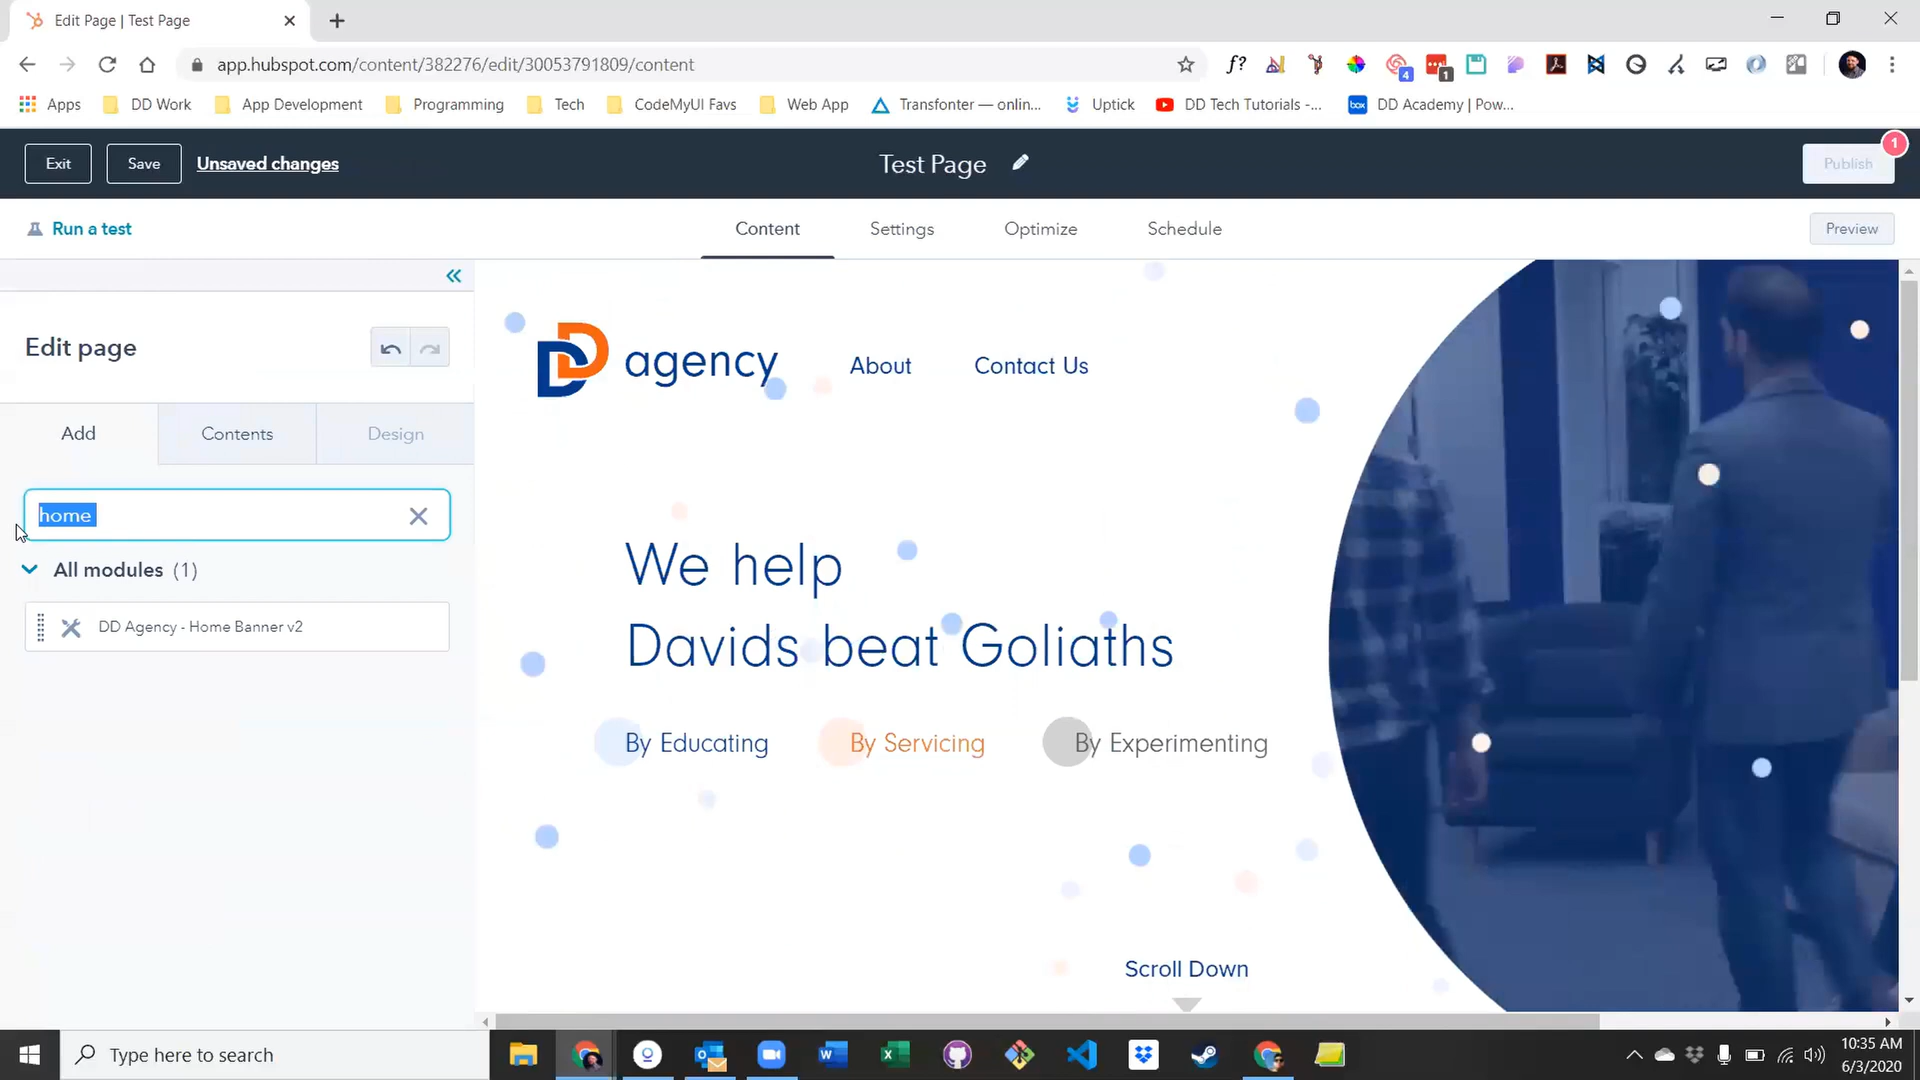 Edit Page | Test Page
app.hubspot.com/content/382276/edit/30053791809/content
f?
4
1
Apps
DD Work
App Development
Programming
Tech
CodeMyUI Favs
Web App
Transfonter — onlin...
Uptick
DD Tech Tutorials -...
box
DD Academy | Pow...
Exit
Save
Unsaved changes
Test Page
Publish
1
Run a test
Content
Settings
Optimize
Schedule
Preview
Edit page
Add
Contents
Design
home
All modules (1)
DD Agency - Home Banner v2
DD agency
About
Contact Us
We help
Davids beat Goliaths
By Educating
By Servicing
By Experimenting
Scroll Down
Type here to search
10:35 AM
6/3/2020